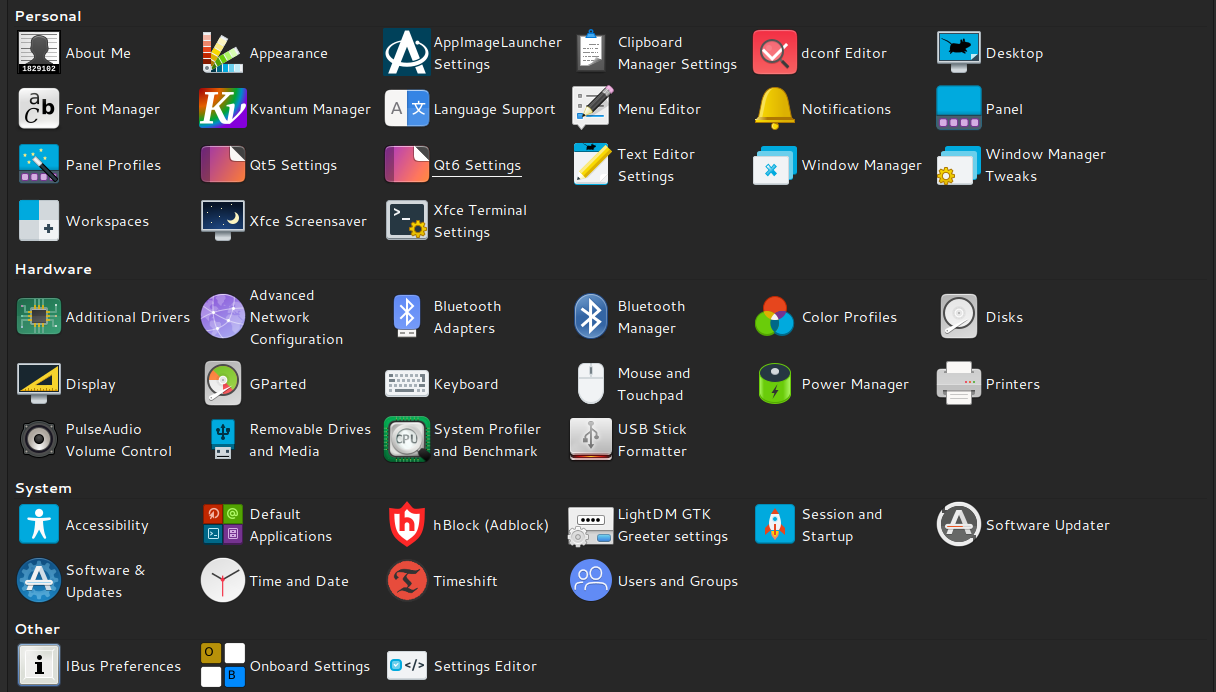 Personal
About Me
Appearance
AppImageLauncher
Settings
Clipboard
Manager Settings
dconf Editor
Desktop
Font Manager
Kvantum Manager
Language Support
Menu Editor
Notifications
Panel
Panel Profiles
Qt5 Settings
Qt6 Settings
Text Editor
Settings
Window Manager
Window Manager
Tweaks
Workspaces
Xfce Screensaver
Xfce Terminal
Settings
1829102
a b
C
Kv
A 文
>_
Hardware
Additional Drivers
Advanced
Network
Configuration
Bluetooth
Adapters
Bluetooth
Manager
Color Profiles
Disks
Display
GParted
Keyboard
Mouse and
Touchpad
Power Manager
Printers
PulseAudio
Volume Control
Removable Drives
and Media
CPU
System Profiler
and Benchmark
USB Stick
Formatter
System
Accessibility
@
>_
Default
Applications
h
hBlock (Adblock)
LightDM GTK
Greeter settings
Session and
Startup
Software Updater
Software &
Updates
Time and Date
Timeshift
Users and Groups
Other
i
IBus Preferences
O
B
Onboard Settings
</>
Settings Editor